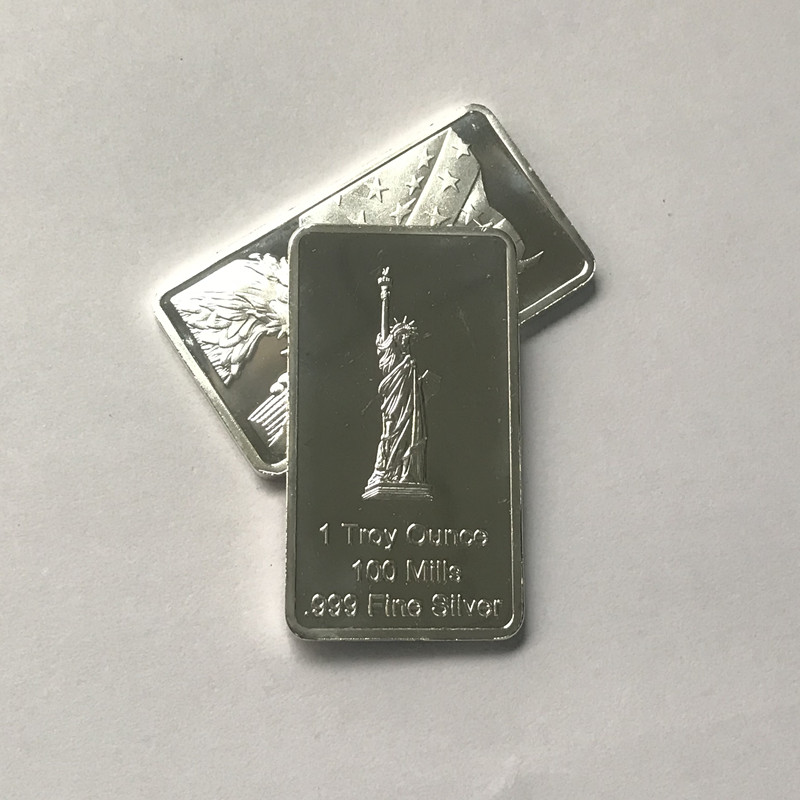 1 Troy Ounce
100 Mills
.999 Fine Silver